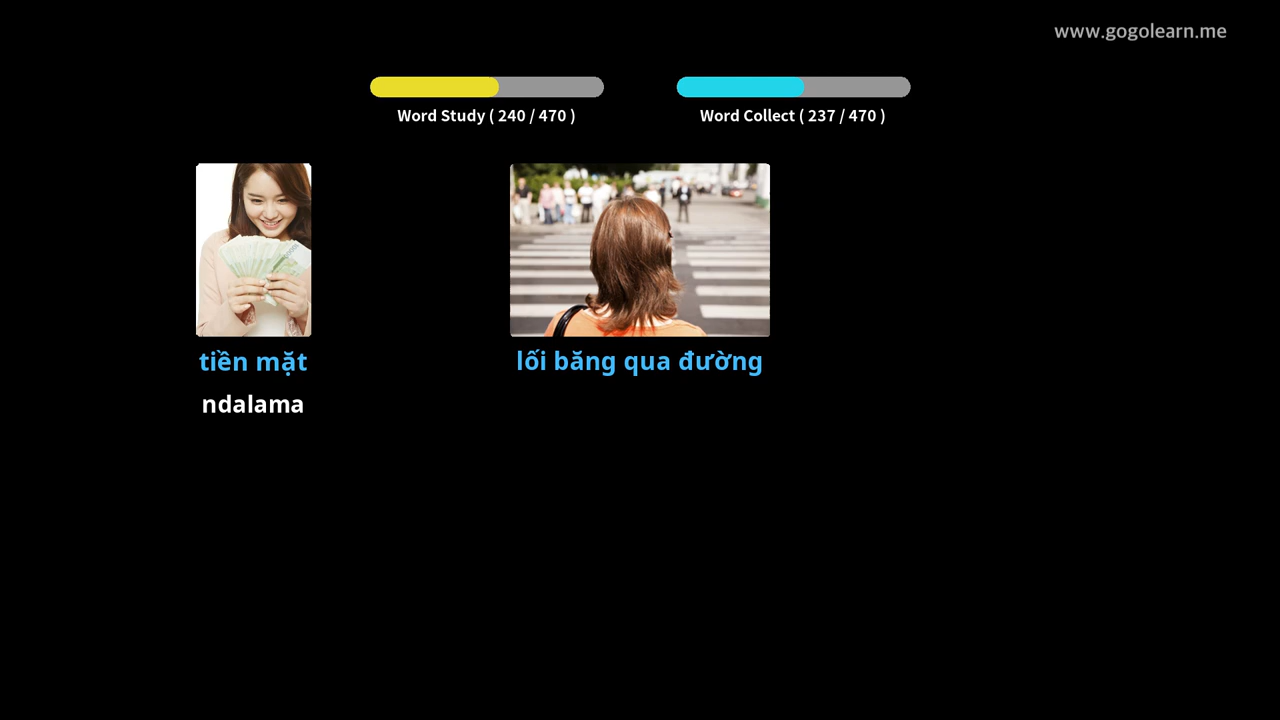 www.gogolearn.me
Word Study ( 240 / 470 )
Word Collect ( 237 / 470 )
tiền mặt
lối băng qua đường
ndalama